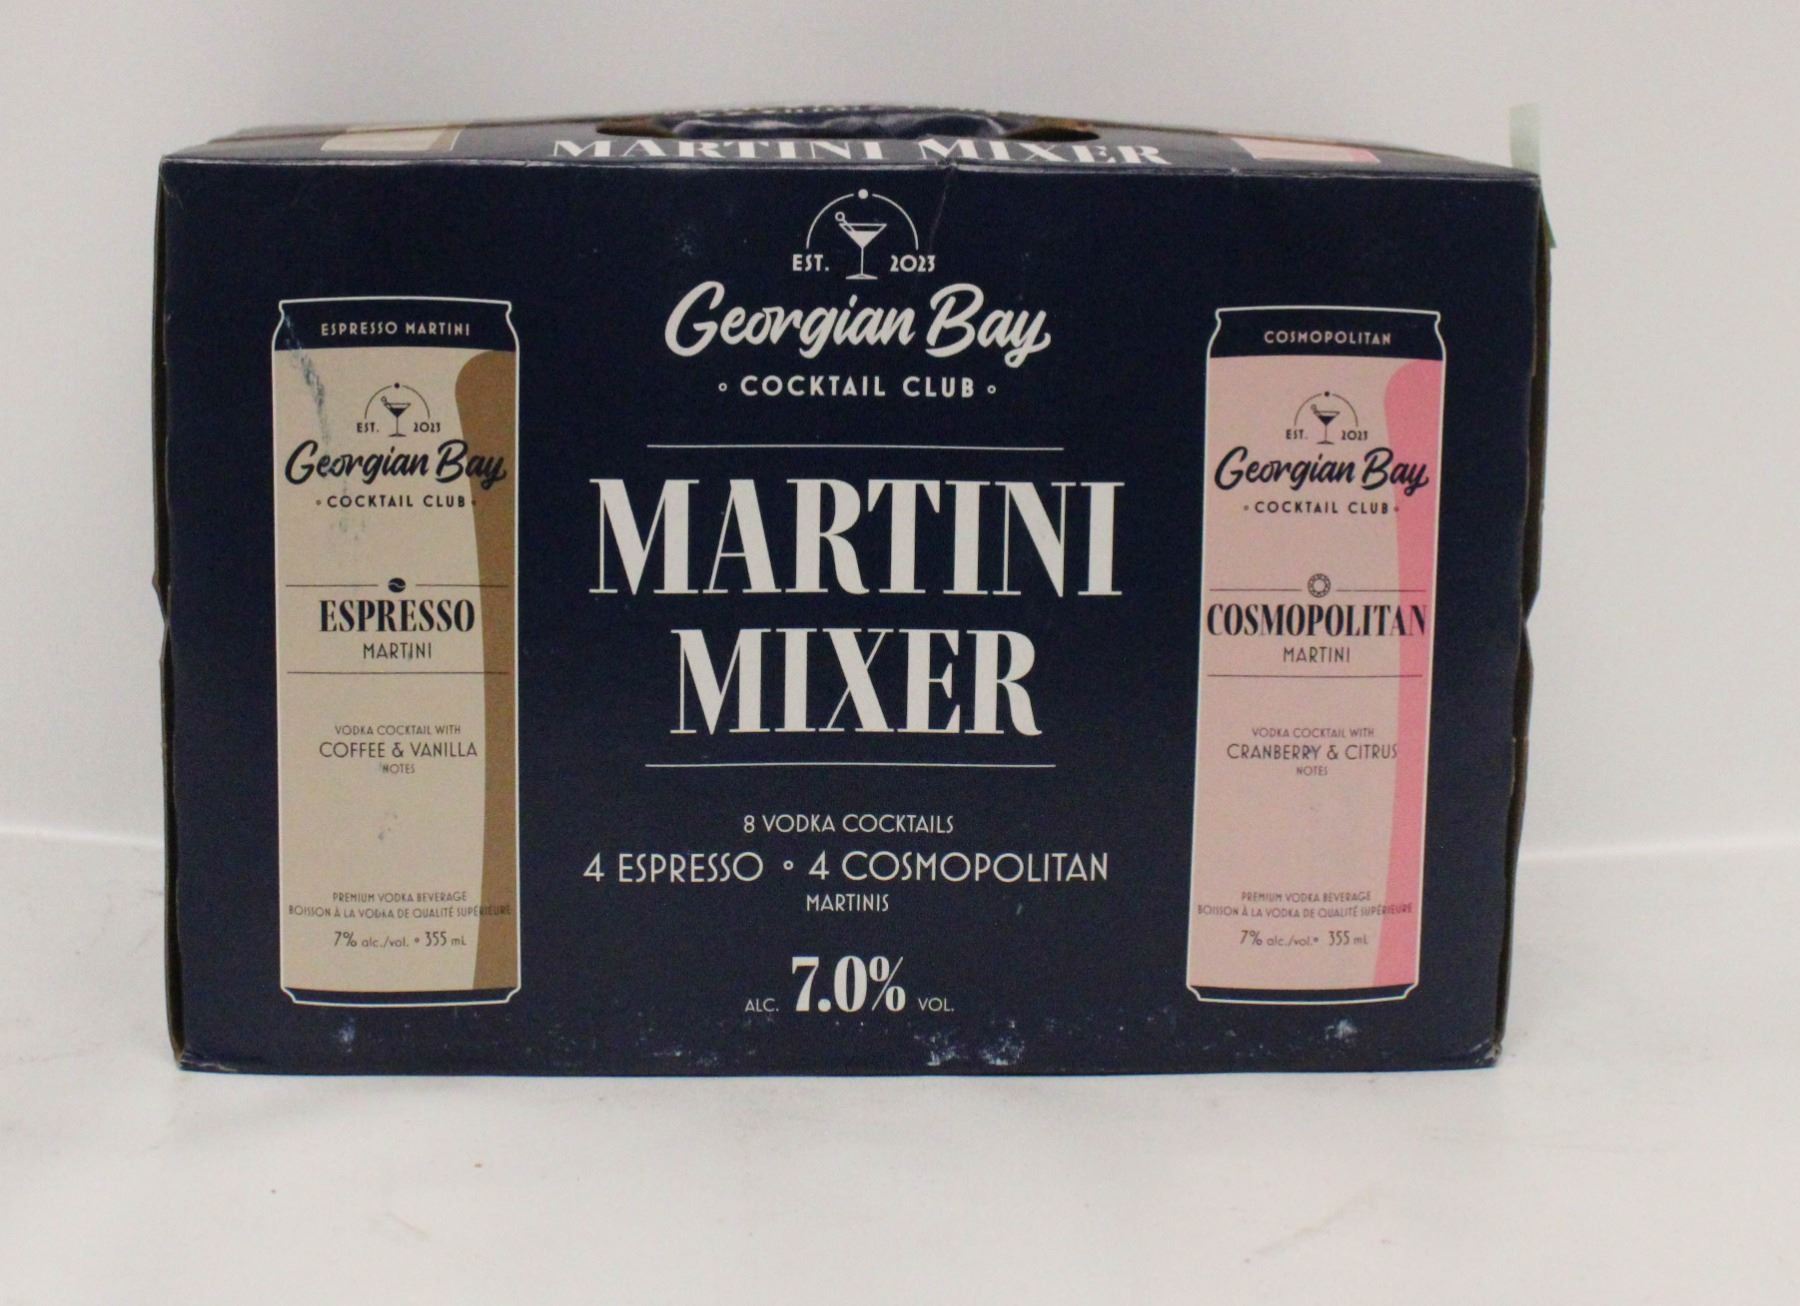 MARTINI MIXER
EST. 2023
Georgian Bay
COCKTAIL CLUB
MARTINI
MIXER
8 VODKA COCKTAILS
4 ESPRESSO • 4 COSMOPOLITAN
MARTINIS
ALC. 7.0% VOL.
ESPRESSO MARTINI
EST. 2023
Georgian Bay
COCKTAIL CLUB
ESPRESSO
MARTINI
VODKA COCKTAIL WITH
COFFEE & VANILLA
NOTES
PREMIUM VODKA BEVERAGE
BOISSON À LA VODKA DE QUALITÉ SUPÉRIEURE
7% alc./vol. • 355 mL
COSMOPOLITAN
EST. 2023
Georgian Bay
COCKTAIL CLUB
COSMOPOLITAN
MARTINI
VODKA COCKTAIL WITH
CRANBERRY & CITRUS
NOTES
PREMIUM VODKA BEVERAGE
BOISSON À LA VODKA DE QUALITÉ SUPÉRIEURE
7% alc./vol. • 355 mL